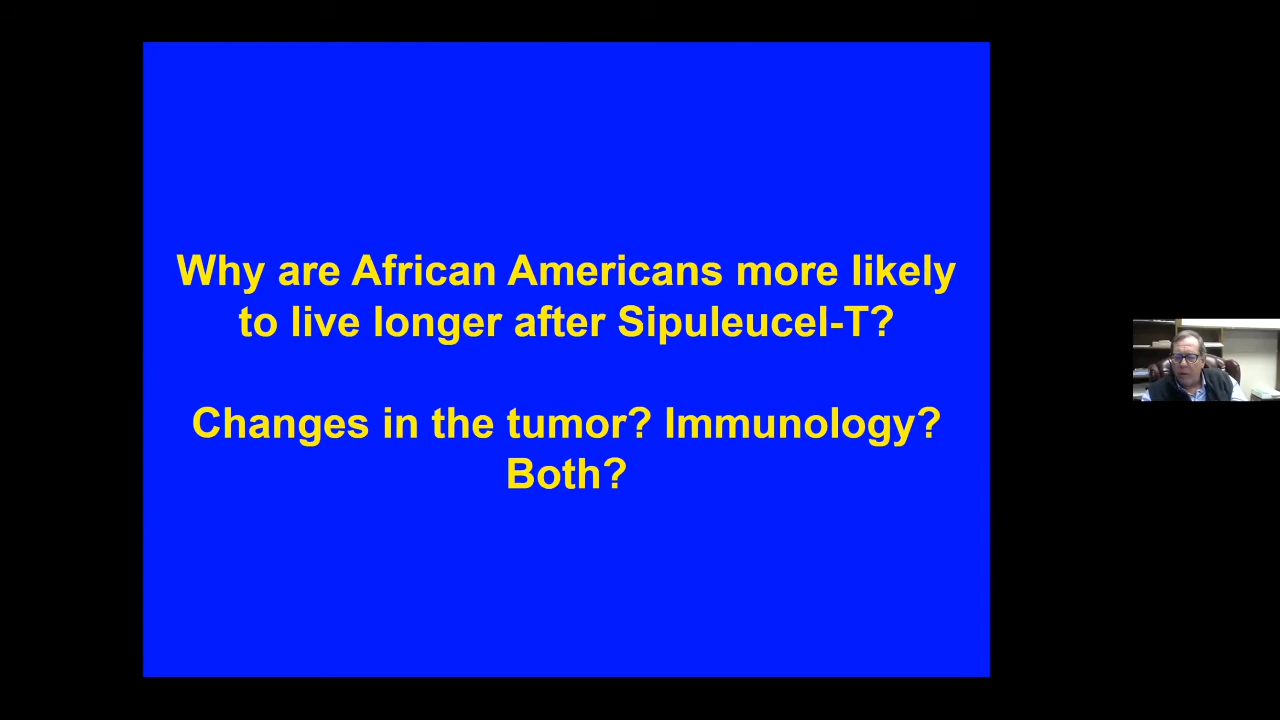 Why are African Americans more likely
to live longer after Sipuleucel-T?
Changes in the tumor? Immunology?
Both?